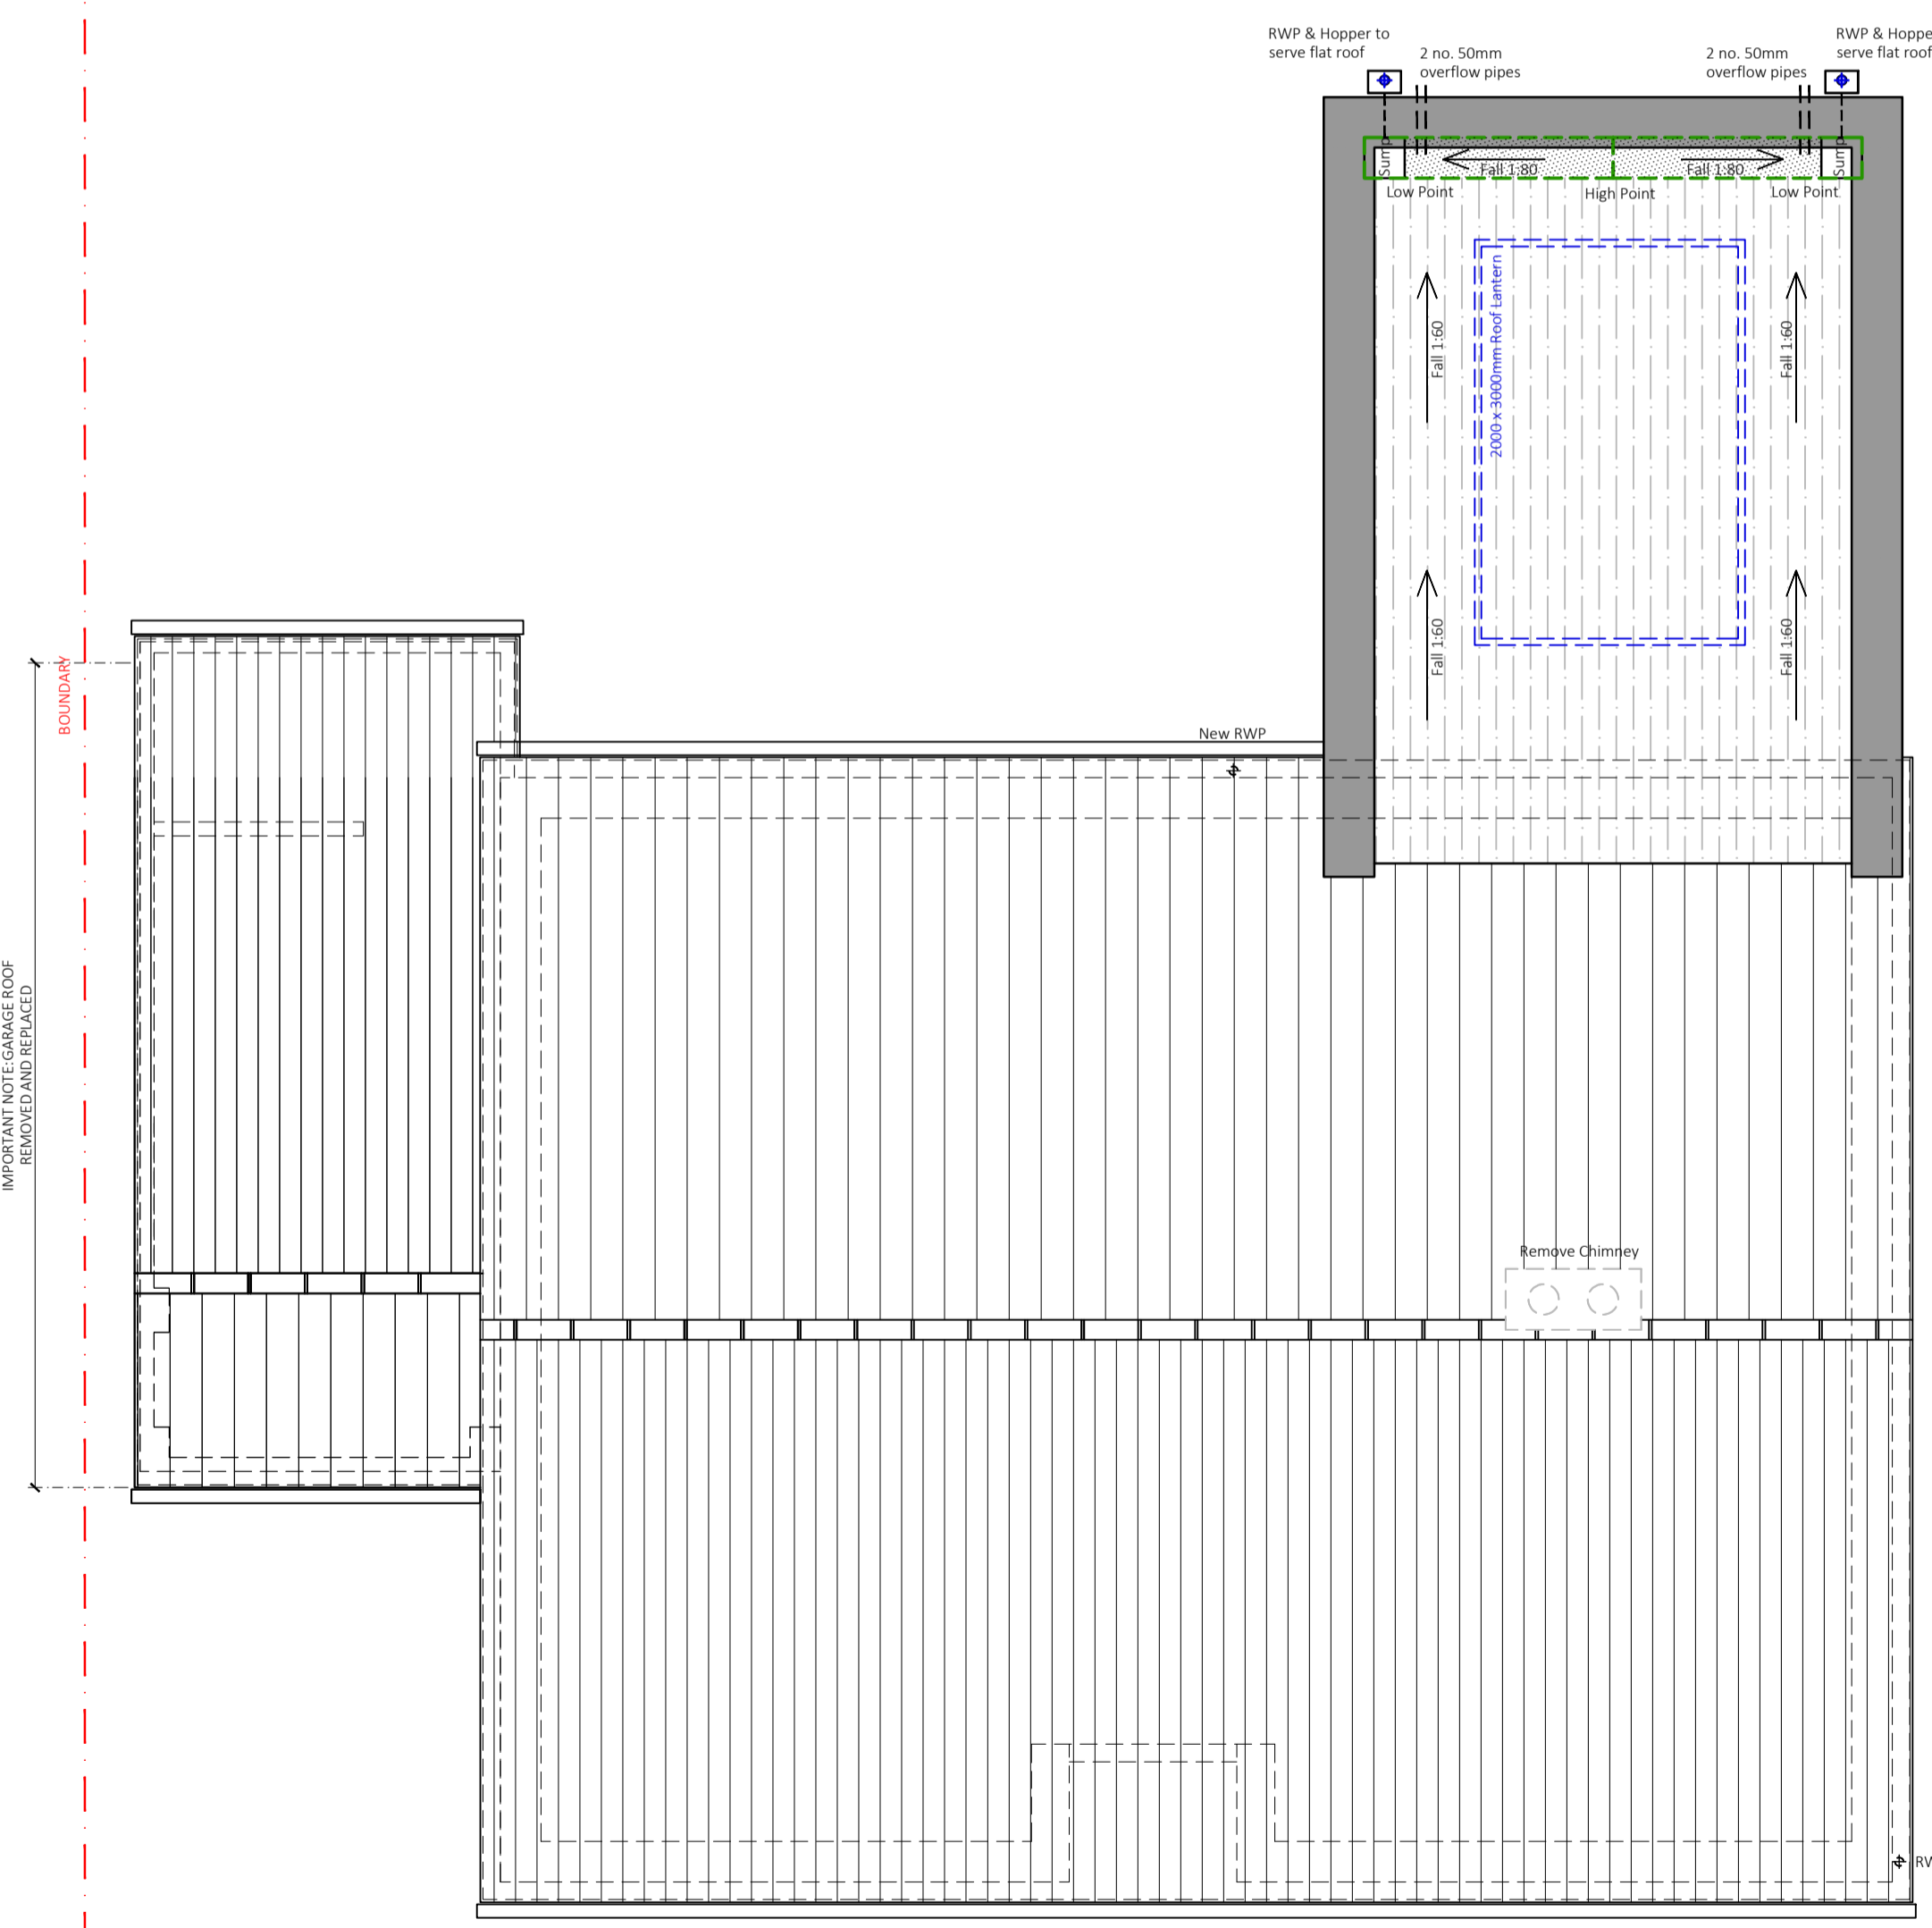 RWP & Hopper to
serve flat roof
2 no. 50mm
overflow pipes
2 no. 50mm
overflow pipes
RWP & Hoppe
serve flat roof
Sump
Fall 1:80
Fall 1:80
Sump
Low Point
High Point
Low Point
2000 x 3000mm Roof Lantern
Fall 1:60
Fall 1:60
Fall 1:60
Fall 1:60
BOUNDARY
New RWP
IMPORTANT NOTE:GARAGE ROOF
REMOVED AND REPLACED
Remove Chimney
RW